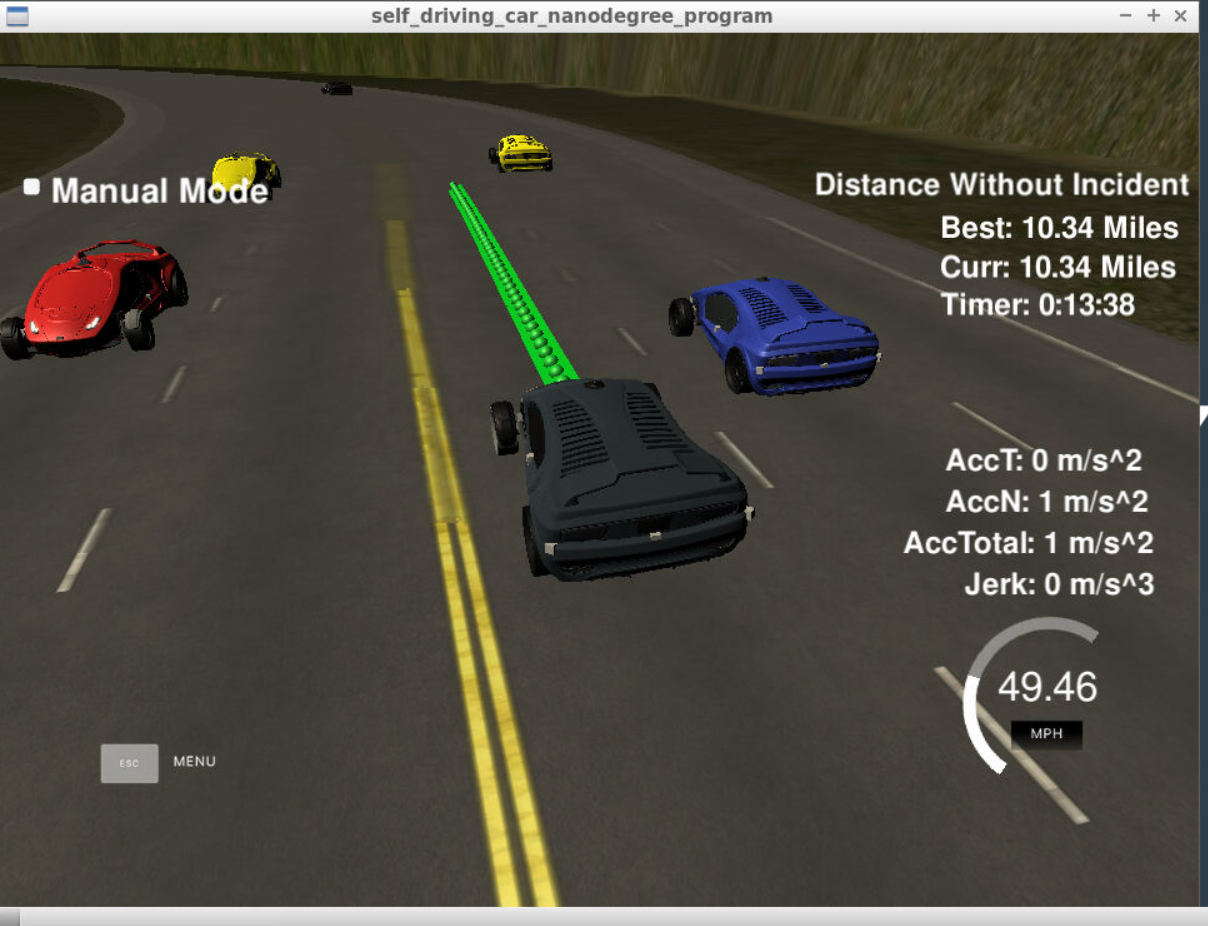 self_driving_car_nanodegree_program
Manual Mode
Distance Without Incident
Best: 10.34 Miles
Curr: 10.34 Miles
Timer: 0:13:38
AccT: 0 m/s^2
AccN: 1 m/s^2
AccTotal: 1 m/s^2
Jerk: 0 m/s^3
49.46
MPH
ESC
MENU